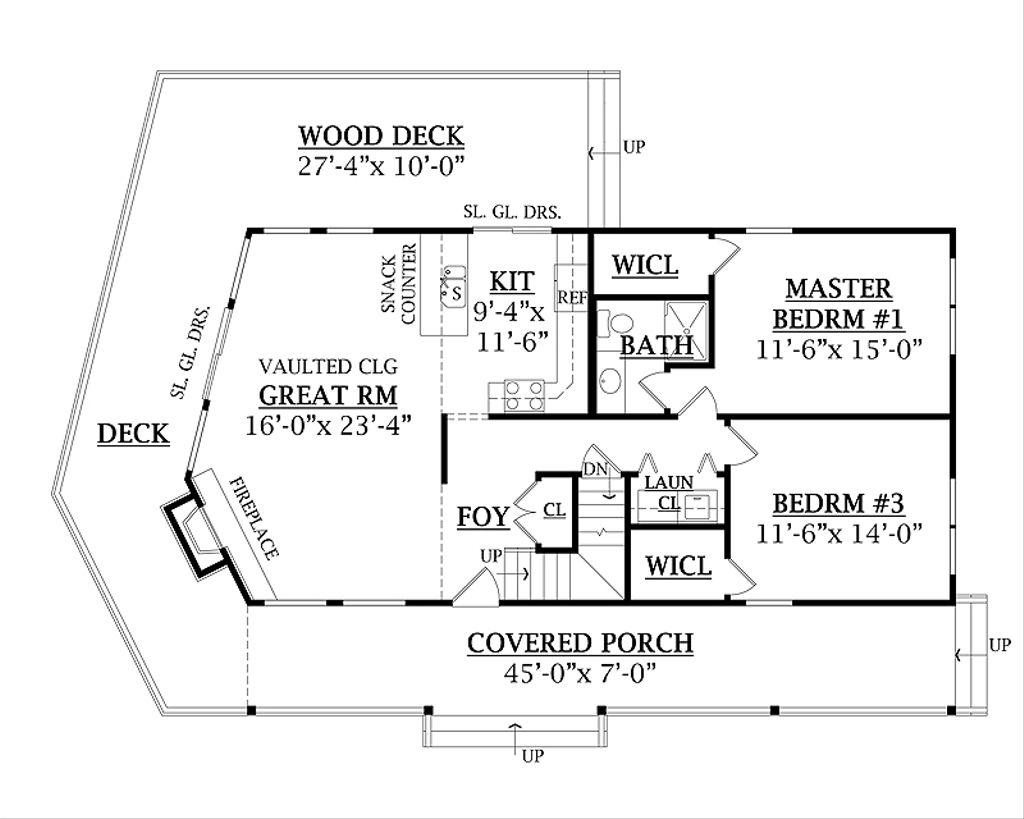 WOOD DECK
27'-4"x 10'-0"
UP
SL. GL. DRS.
SNACK
COUNTER
S
KIT
9'-4"x
11'-6"
REF
WICL
MASTER
BEDRM #1
11'-6"x 15'-0"
BATH
SL. GL. DRS.
VAULTED CLG
GREAT RM
16'-0"x 23'-4"
DECK
FIREPLACE
DN
LAUN
CL
BEDRM #3
11'-6"x 14'-0"
FOY
CL
UP
WICL
COVERED PORCH
45'-0"x 7'-0"
UP
UP